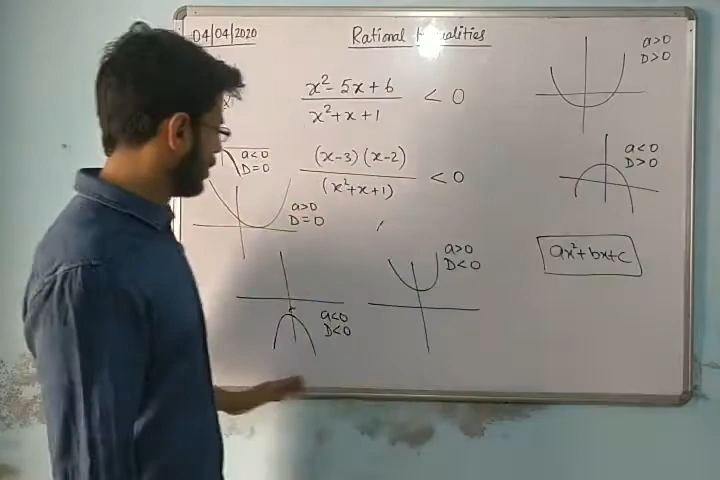 04/04/2020
Rational
x² - 5x + 6 / x² + x + 1 < 0
(x-3) (x-2) / (x² + x + 1) < 0
a<0
D=0
a>0
D=0
a<0
D<0
a>0
D<0
a>0
D>0
a<0
D>0
ax²+bx+c